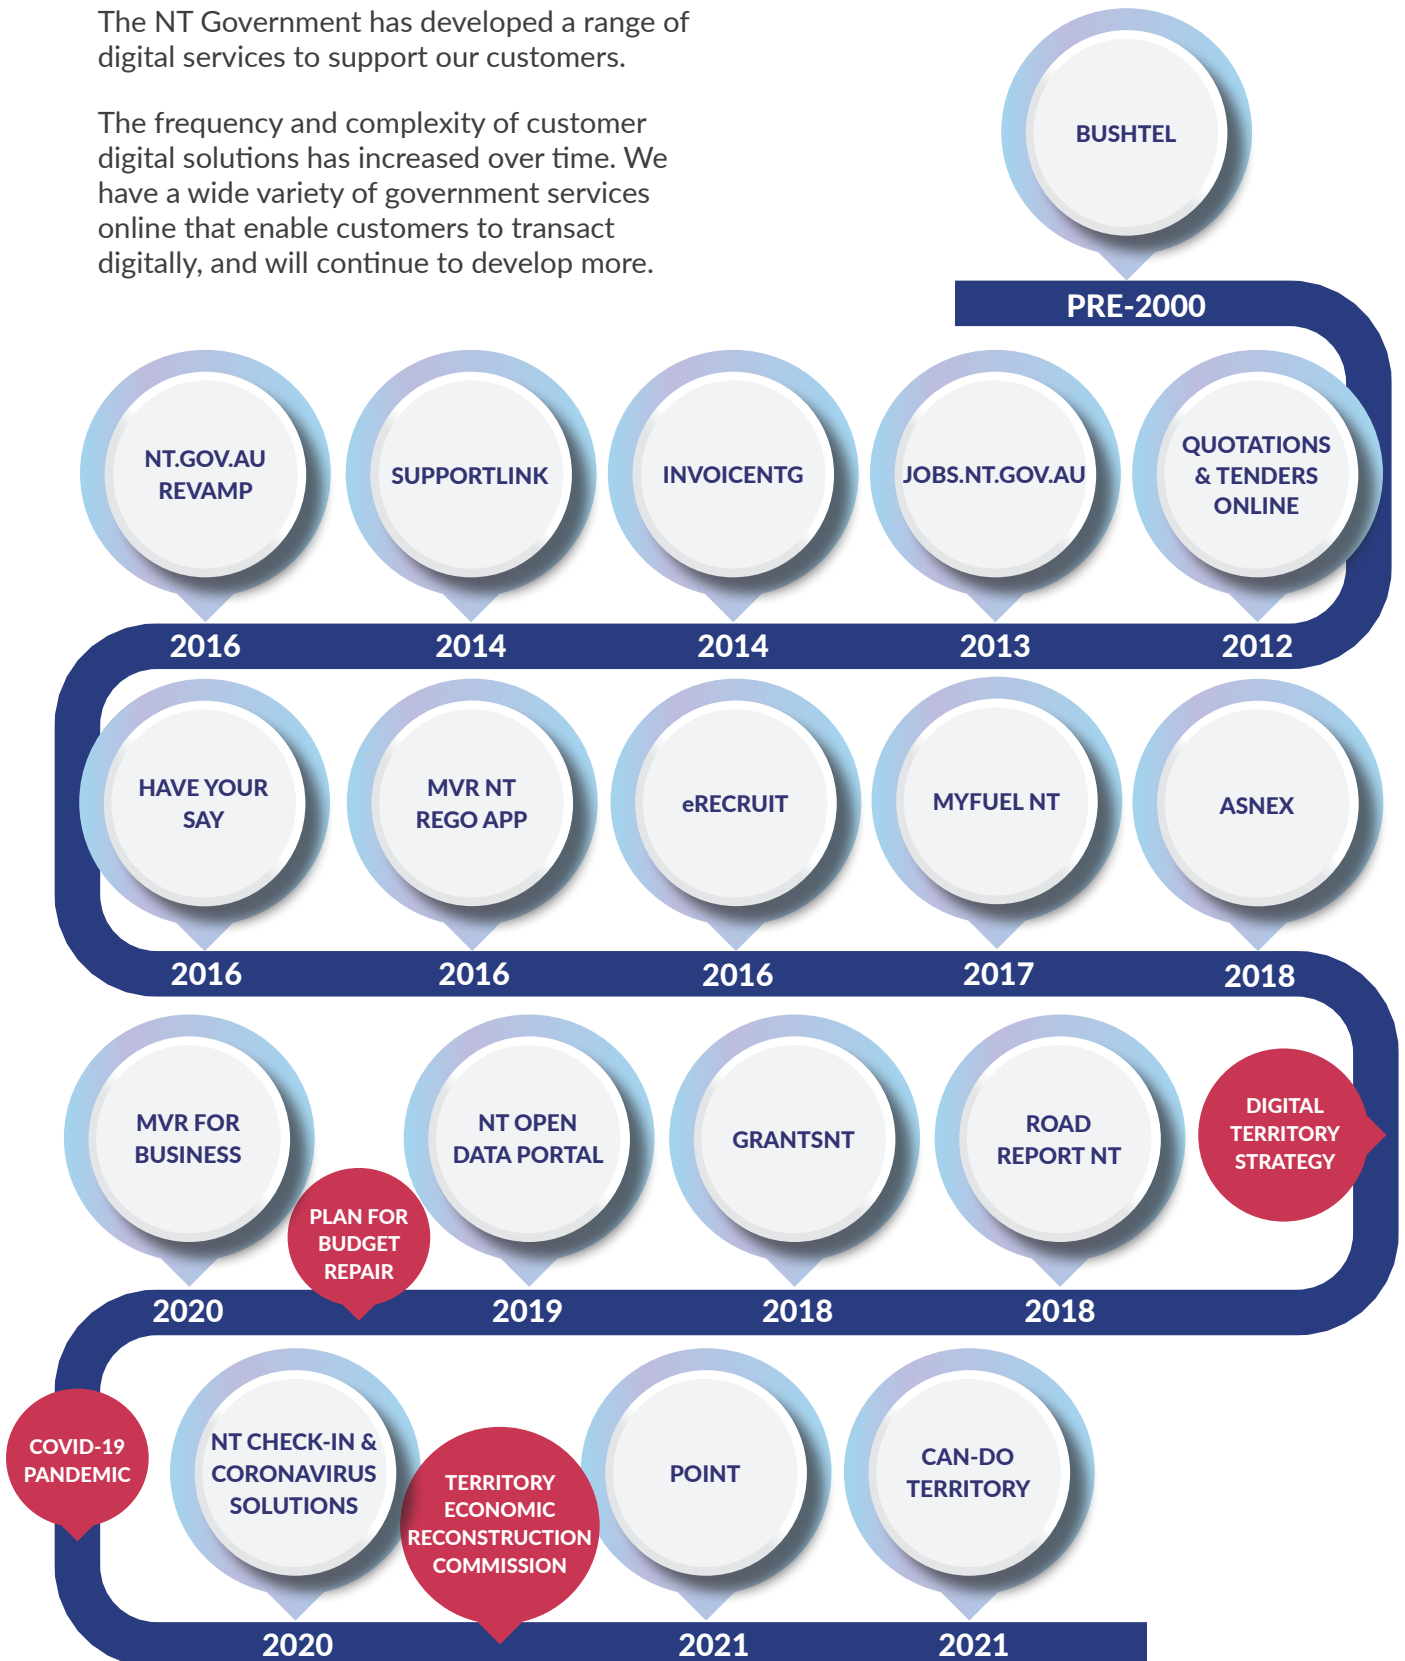 The NT Government has developed a range of
digital services to support our customers.
The frequency and complexity of customer
digital solutions has increased over time. We
have a wide variety of government services
online that enable customers to transact
digitally, and will continue to develop more.
BUSHTEL
PRE-2000
NT.GOV.AU
REVAMP
SUPPORTLINK
INVOICENTG
JOBS.NT.GOV.AU
QUOTATIONS
& TENDERS
ONLINE
2016
2014
2014
2013
2012
HAVE YOUR
SAY
MVR NT
REGO APP
eRECRUIT
MYFUEL NT
ASNEX
2016
2016
2016
2017
2018
MVR FOR
BUSINESS
PLAN FOR
BUDGET
REPAIR
NT OPEN
DATA PORTAL
GRANTSNT
ROAD
REPORT NT
DIGITAL
TERRITORY
STRATEGY
2020
2019
2018
2018
COVID-19
PANDEMIC
NT CHECK-IN &
CORONAVIRUS
SOLUTIONS
TERRITORY
ECONOMIC
RECONSTRUCTION
COMMISSION
POINT
CAN-DO
TERRITORY
2020
2021
2021